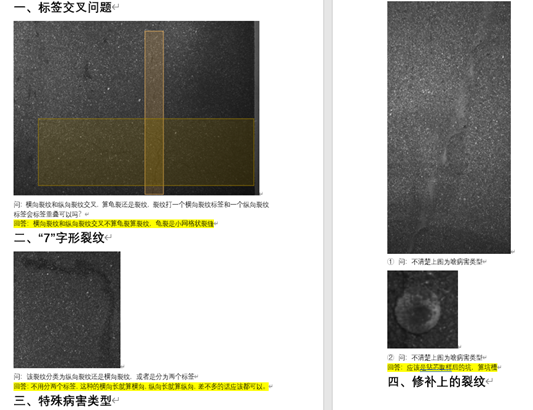 一、标签交叉问题
问：横向裂纹和纵向裂纹交叉，算龟裂还是裂纹，裂纹打一个横向裂纹标签和一个纵向裂纹
标签会标签重叠可以吗？
回答：横向裂纹和纵向裂纹交叉不算龟裂算裂纹，龟裂是小网格状裂缝
二、“7”字形裂纹
问：该裂纹分类为纵向裂纹还是横向裂纹，或者是分为两个标签
回答：不用分两个标签，这种的横向长就算横向，纵向长就算纵向，差不多的话应该都可以。
三、特殊病害类型
① 问：不清楚上图为啥病害类型
② 问：不清楚上图为啥病害类型
回答：应该是钻芯取样后的坑，算坑槽
四、修补上的裂纹